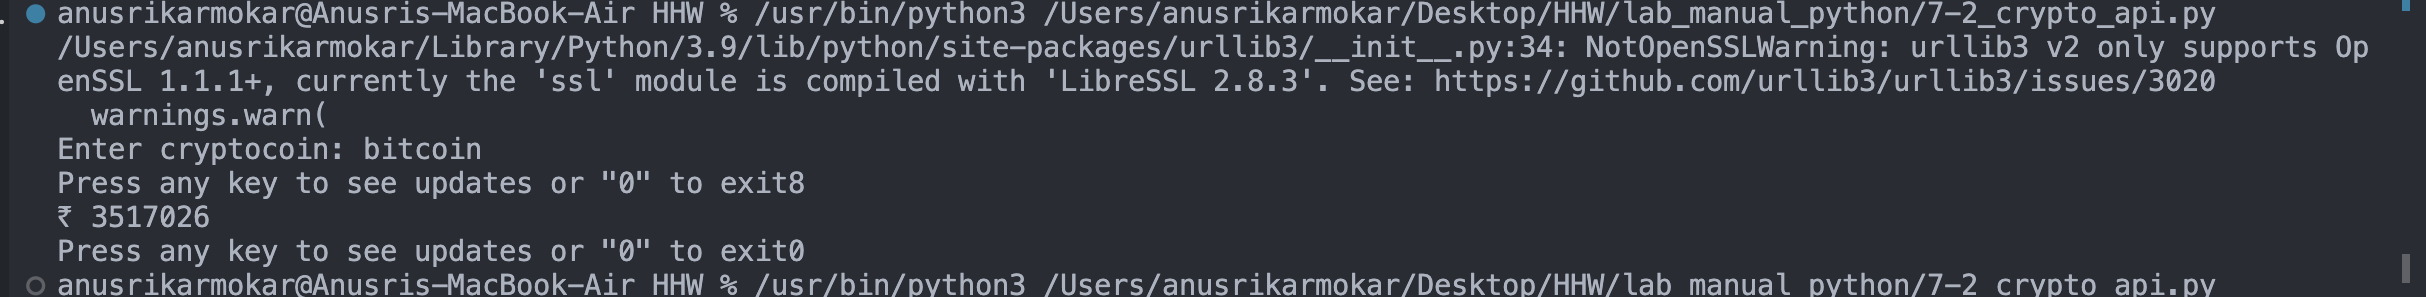 anusrikarmokar@Anusris-MacBook-Air HHW % /usr/bin/python3 /Users/anusrikarmokar/Desktop/HHW/lab_manual_python/7-2_crypto_api.py
/Users/anusrikarmokar/Library/Python/3.9/lib/python/site-packages/urllib3/__init__.py:34: NotOpenSSLWarning: urllib3 v2 only supports Op
enSSL 1.1.1+, currently the 'ssl' module is compiled with 'LibreSSL 2.8.3'. See: https://github.com/urllib3/urllib3/issues/3020
  warnings.warn(
Enter cryptocoin: bitcoin
Press any key to see updates or "0" to exit8
₹ 3517026
Press any key to see updates or "0" to exit0
anusrikarmokar@Anusris-MacBook-Air HHW % /usr/bin/python3 /Users/anusrikarmokar/Desktop/HHW/lab_manual_python/7-2_crypto_api.py